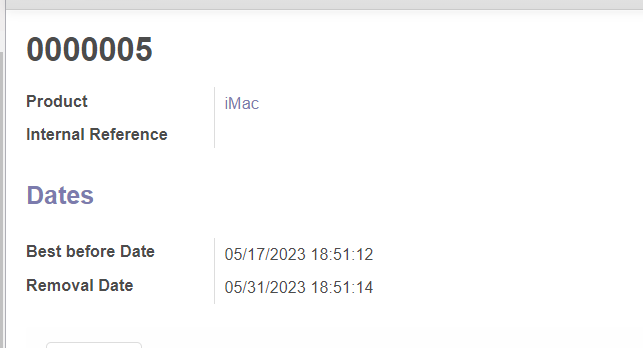 0000005
Product iMac
Internal Reference
Dates
Best before Date 05/17/2023 18:51:12
Removal Date 05/31/2023 18:51:14